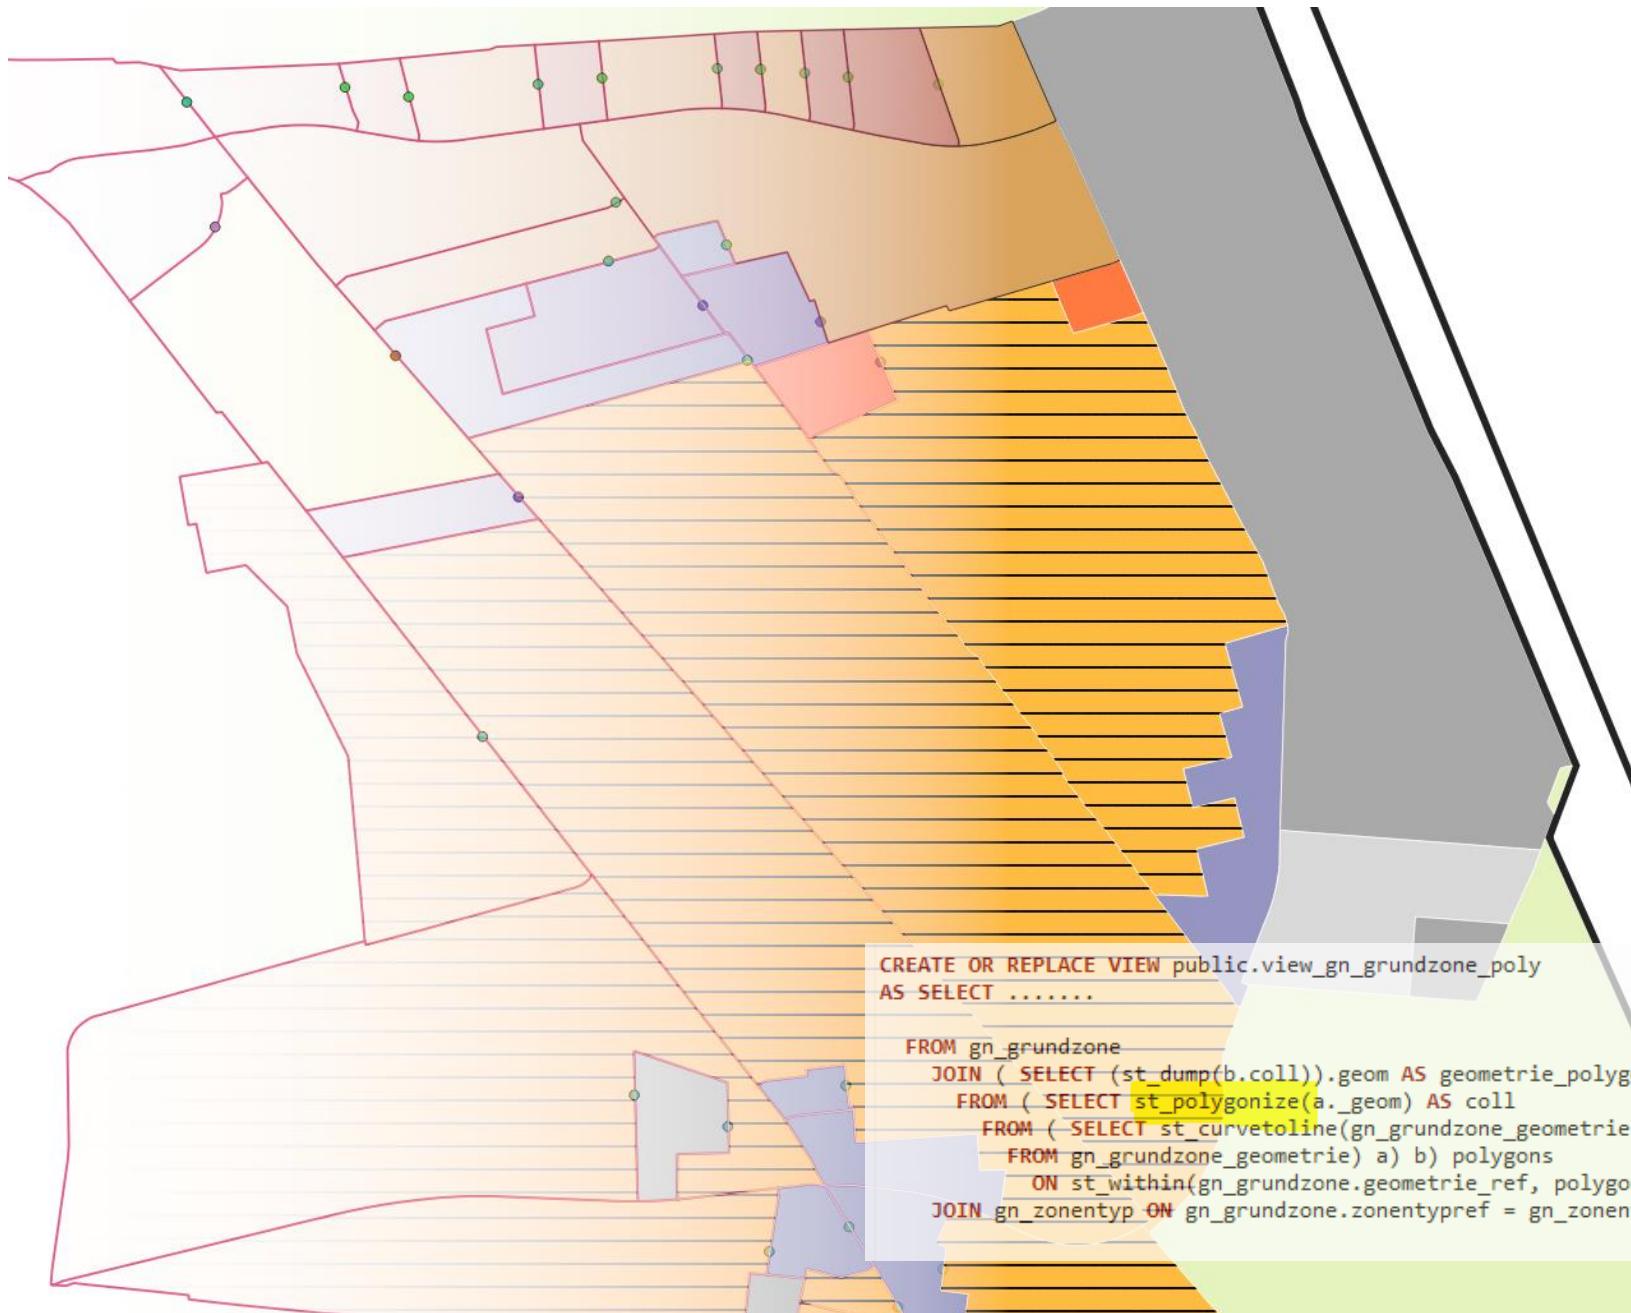 CREATE OR REPLACE VIEW public.view_gn_grundzone_poly
AS SELECT .......
FROM gn_grundzone
JOIN ( SELECT (st_dump(b.coll)).geom AS geometrie_polyg
FROM ( SELECT st_polygonize(a._geom) AS coll
FROM ( SELECT st_curvetoline(gn_grundzone_geometrie
FROM gn_grundzone_geometrie) a) b) polygons
ON st_within(gn_grundzone.geometrie_ref, polygo
JOIN gn_zonentyp ON gn_grundzone.zonentypref = gn_zonen